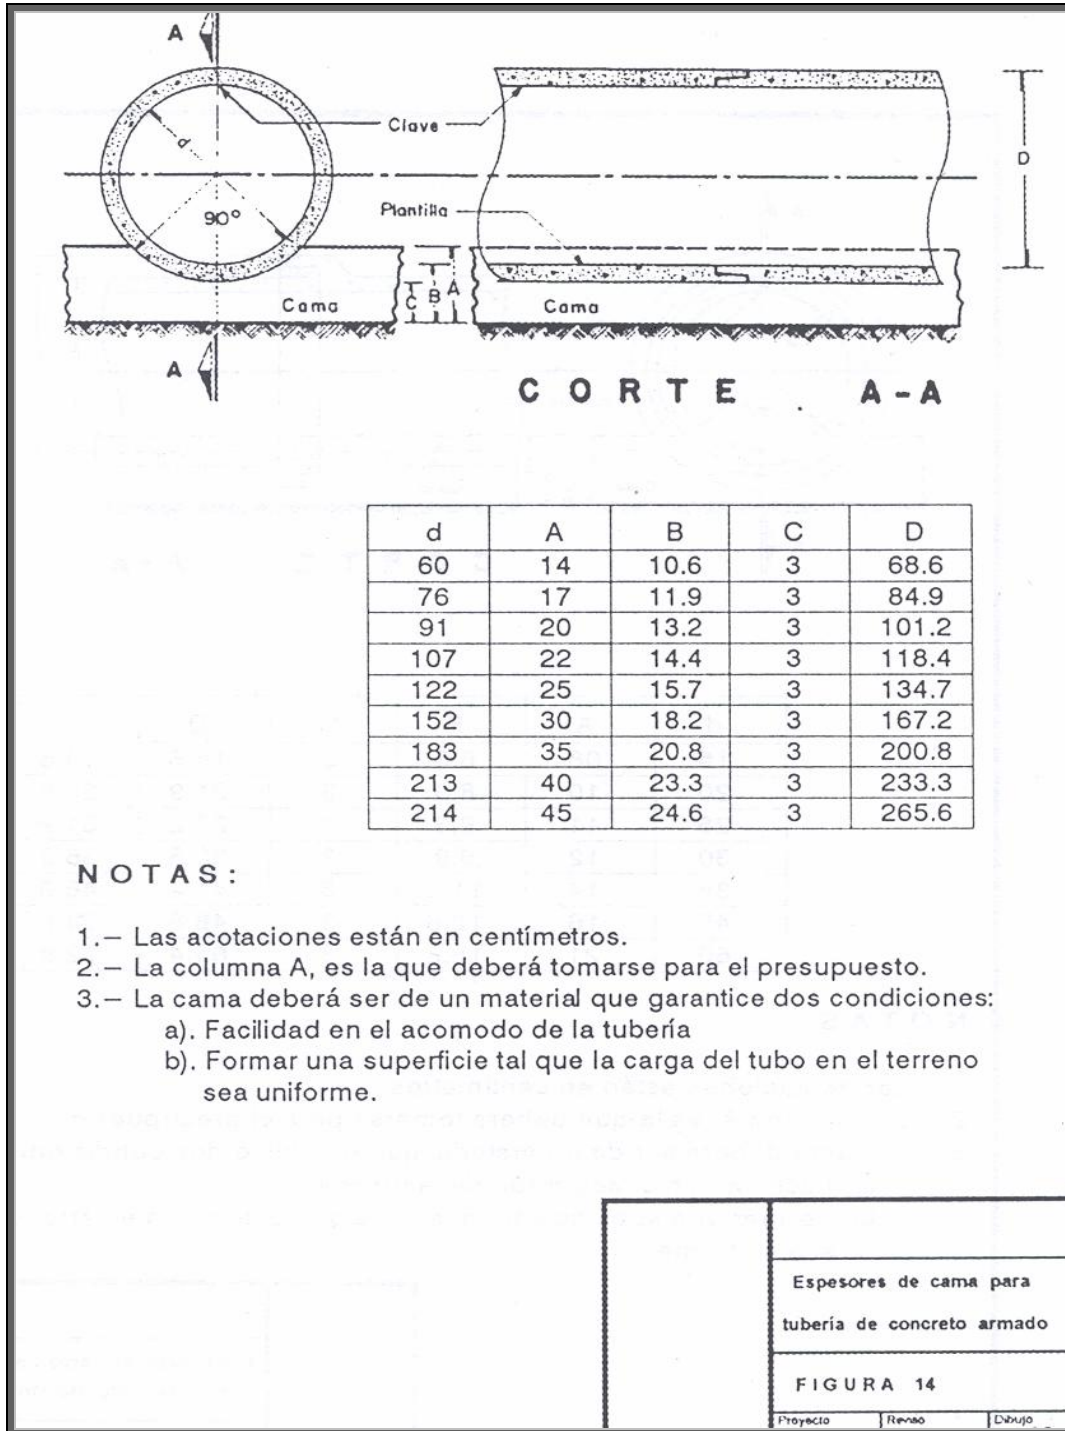 A
Clave
d
D
90°
Plantilla
C B A
Cama
Cama
A
CORTE A-A
d A B C D
60 14 10.6 3 68.6
76 17 11.9 3 84.9
91 20 13.2 3 101.2
107 22 14.4 3 118.4
122 25 15.7 3 134.7
152 30 18.2 3 167.2
183 35 20.8 3 200.8
213 40 23.3 3 233.3
214 45 24.6 3 265.6
NOTAS:
1.- Las acotaciones están en centímetros.
2.- La columna A, es la que deberá tomarse para el presupuesto.
3.- La cama deberá ser de un material que garantice dos condiciones:
a). Facilidad en el acomodo de la tubería
b). Formar una superficie tal que la carga del tubo en el terreno
sea uniforme.
Espesores de cama para
tubería de concreto armado
FIGURA 14
Proyecto Reviso Dibujo